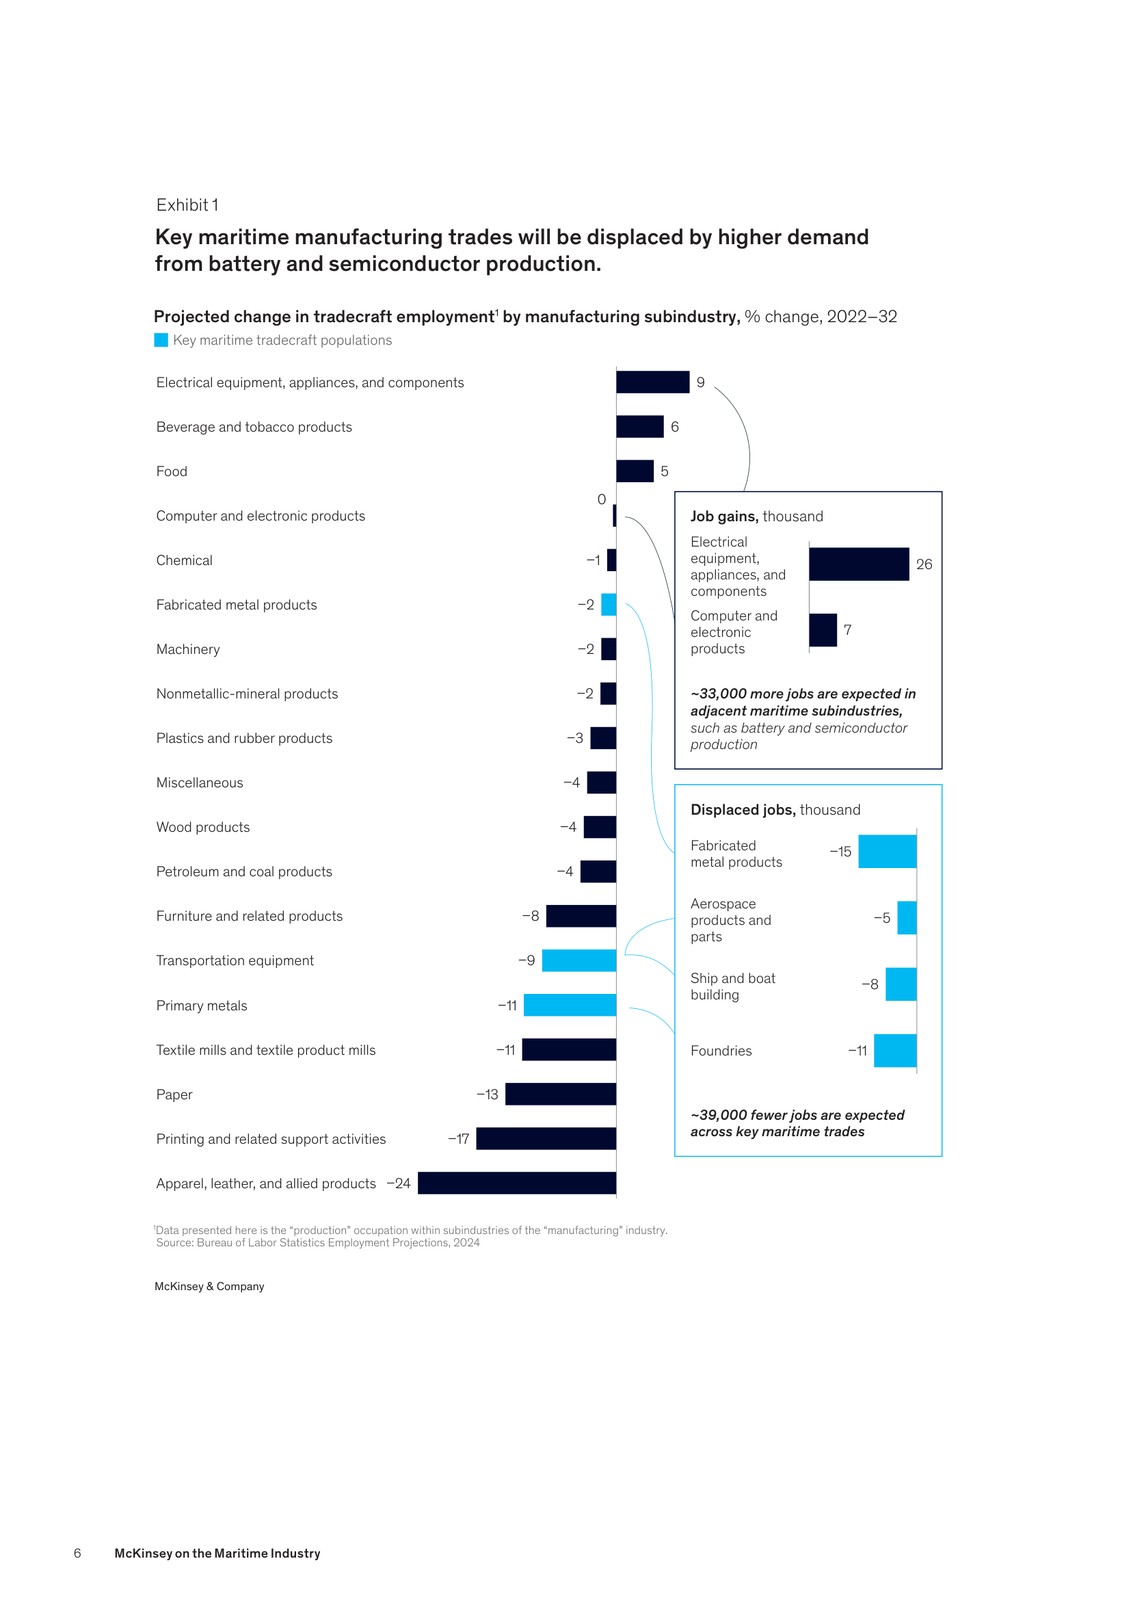 Exhibit 1
Key maritime manufacturing trades will be displaced by higher demand
from battery and semiconductor production.
Projected change in tradecraft employment¹ by manufacturing subindustry, % change, 2022–32
Key maritime tradecraft populations
Electrical equipment, appliances, and components 9
Beverage and tobacco products 6
Food 5
Computer and electronic products 0
Chemical –1
Fabricated metal products –2
Machinery –2
Nonmetallic-mineral products –2
Plastics and rubber products –3
Miscellaneous –4
Wood products –4
Petroleum and coal products –4
Furniture and related products –8
Transportation equipment –9
Primary metals –11
Textile mills and textile product mills –11
Paper –13
Printing and related support activities –17
Apparel, leather, and allied products –24
Job gains, thousand
Electrical
equipment,
appliances, and
components
26
Computer and
electronic
products
7
~33,000 more jobs are expected in
adjacent maritime subindustries,
such as battery and semiconductor
production
Displaced jobs, thousand
Fabricated
metal products
–15
Aerospace
products and
parts
–5
Ship and boat
building
–8
Foundries –11
~39,000 fewer jobs are expected
across key maritime trades
¹Data presented here is the “production” occupation within subindustries of the “manufacturing” industry.
Source: Bureau of Labor Statistics Employment Projections, 2024
McKinsey & Company
6 McKinsey on the Maritime Industry